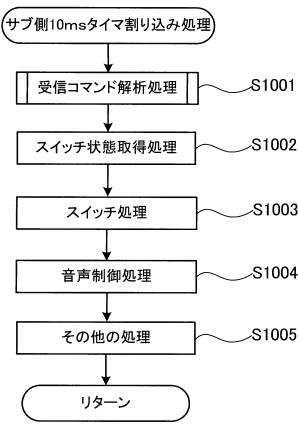 サブ側10msタイマ割り込み処理
受信コマンド解析処理
S1001
スイッチ状態取得処理
S1002
スイッチ処理
S1003
音声制御処理
S1004
その他の処理
S1005
リターン